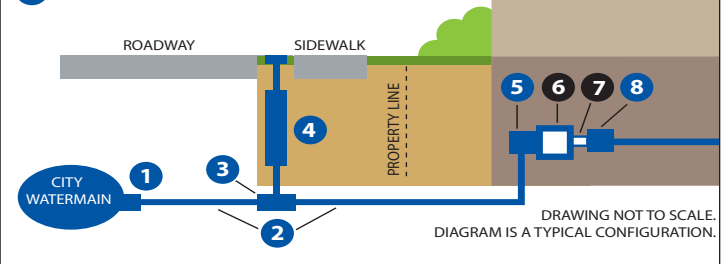 ROADWAY
SIDEWALK
PROPERTY LINE
5
6
7
8
4
3
1
CITY
WATERMAIN
2
DRAWING NOT TO SCALE.
DIAGRAM IS A TYPICAL CONFIGURATION.